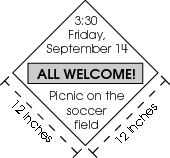 3:30
Friday,
September 14
ALL WELCOME!
Picnic on the
soccer
field
12 inches
12 inches